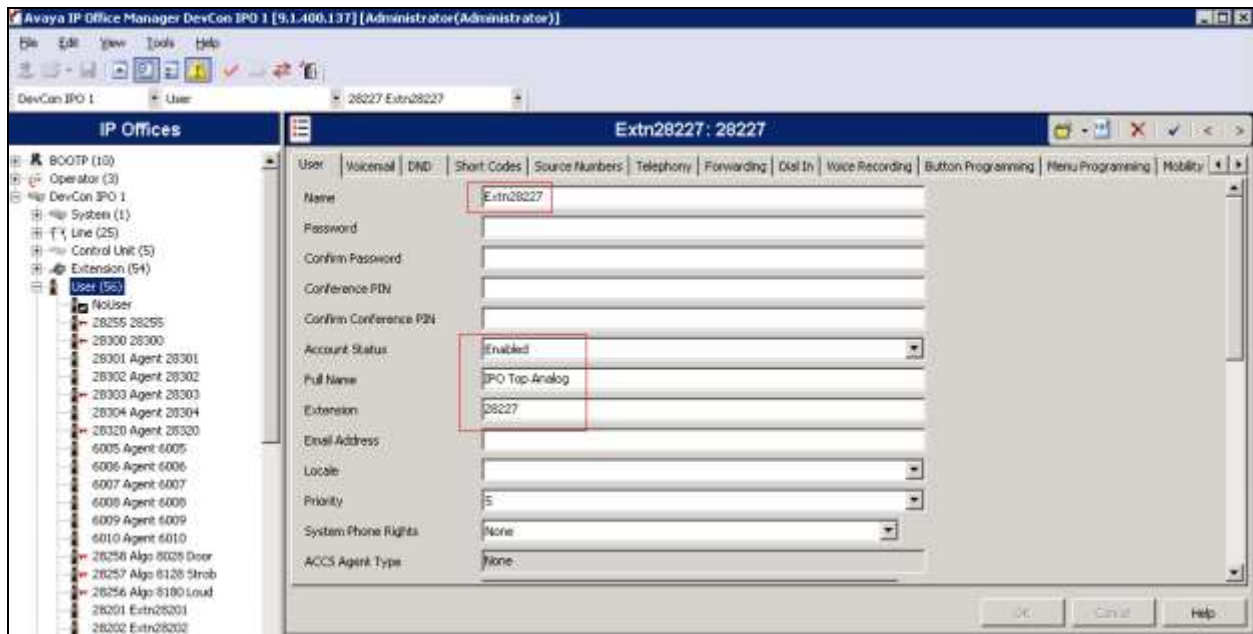 Avaya IP Office Manager DevCon IPO 1 [9.1.400.137] [Administrator(Administrator)]
File Edit View Tools Help
DevCon IPO 1 User 28227 Extn28227
IP Offices
BOOTP (10)
Operator (3)
DevCon IPO 1
System (1)
Line (25)
Control Unit (5)
Extension (54)
User (56)
NoUser
28255 28255
28300 28300
28301 Agent 28301
28302 Agent 28302
28303 Agent 28303
28304 Agent 28304
28320 Agent 28320
6005 Agent 6005
6006 Agent 6006
6007 Agent 6007
6008 Agent 6008
6009 Agent 6009
6010 Agent 6010
28258 Algo 8028 Door
28257 Algo 8128 Strob
28256 Algo 8180 Loud
28201 Extn28201
28202 Extn28202
Extn28227: 28227
User Voicemail DND Short Codes Source Numbers Telephony Forwarding Dial In Voice Recording Button Programming Menu Programming Mobility
Name Extn28227
Password
Confirm Password
Conference PIN
Confirm Conference PIN
Account Status Enabled
Full Name IPO Top Analog
Extension 28227
Email Address
Locale
Priority 5
System Phone Rights None
ACCS Agent Type None
OK Cancel Help